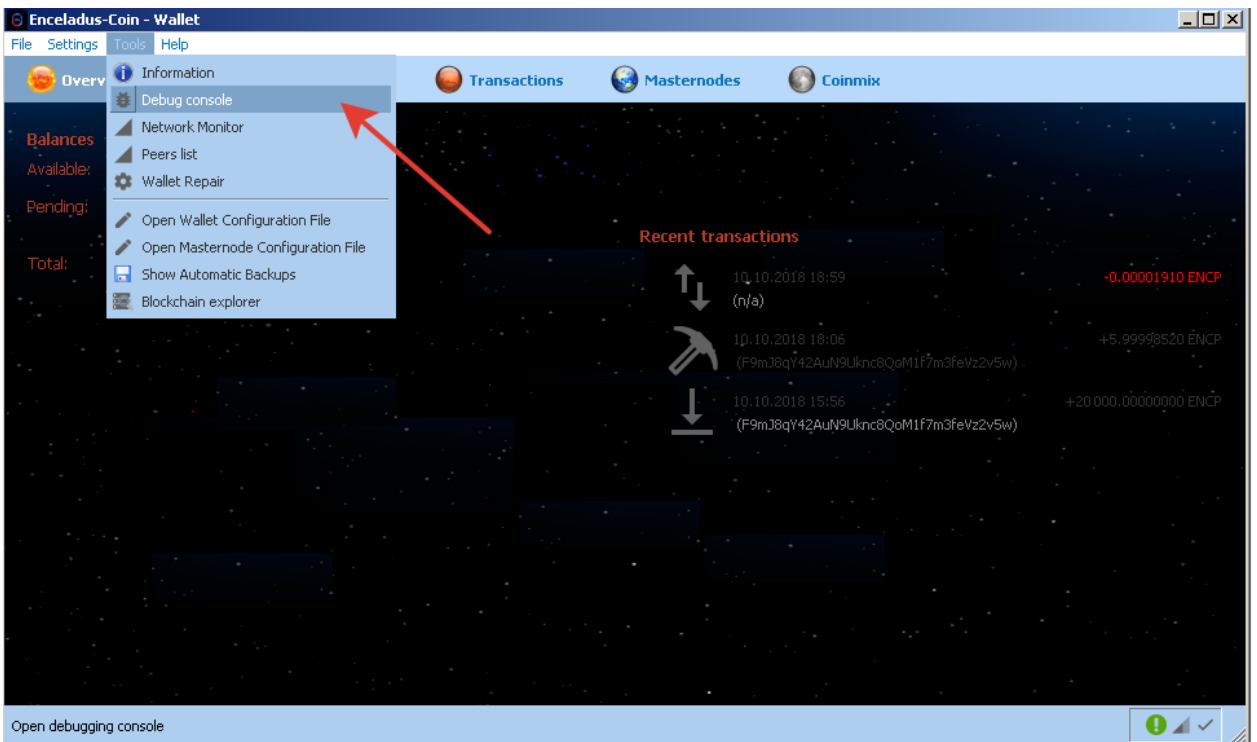 Enceladus-Coin - Wallet
File Settings Tools Help
Overv
Transactions
Masternodes
Coinmix
Information
Debug console
Network Monitor
Peers list
Wallet Repair
Open Wallet Configuration File
Open Masternode Configuration File
Show Automatic Backups
Blockchain explorer
Balances
Available:
Pending:
Total:
Recent transactions
10.10.2018 18:59 -0.00001910 ENCP
(n/a)
10.10.2018 18:06 +5.99998520 ENCP
(F9mJ8qY42AuN9Uknc8QoM1f7m3feVz2v5w)
10.10.2018 15:56 +20 000.00000000 ENCP
(F9mJ8qY42AuN9Uknc8QoM1f7m3feVz2v5w)
Open debugging console